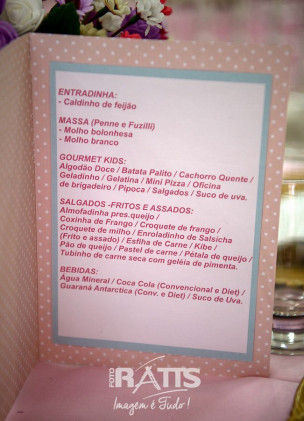 ENTRADINHA:
- Caldinho de feijão
MASSA (Penne e Fuzilli)
- Molho bolonhesa
- Molho branco
GOURMET KIDS:
Algodão Doce / Batata Palito / Cachorro Quente /
Geladinho / Gelatina / Mini Pizza / Oficina
de brigadeiro / Pipoca / Salgados / Suco de uva.
SALGADOS -FRITOS E ASSADOS:
Almofadinha pres.queijo /
Coxinha de Frango / Croquete de frango /
Croquete de milho / Enroladinho de Salsicha
(Frito e assado) / Esfiha de Carne / Kibe /
Pão de queijo / Pastel de carne / Pétala de queijo /
Tubinho de carne seca com geléia de pimenta.
BEBIDAS:
Água Mineral / Coca Cola (Convencional e Diet) /
Guaraná Antarctica (Conv. e Diet) / Suco de Uva.
FOTO RATTS
Imagem é Tudo!